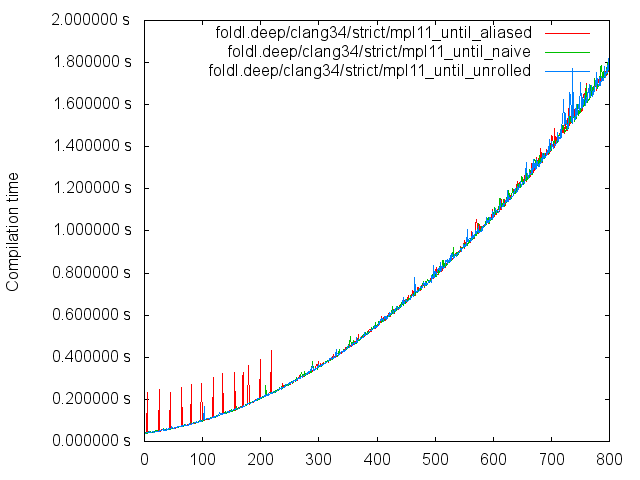 2.000000 s
1.800000 s
1.600000 s
1.400000 s
1.200000 s
1.000000 s
0.800000 s
0.600000 s
0.400000 s
0.200000 s
0.000000 s
Compilation time
foldl.deep/clang34/strict/mpl11_until_aliased
foldl.deep/clang34/strict/mpl11_until_naive
foldl.deep/clang34/strict/mpl11_until_unrolled
0 100 200 300 400 500 600 700 800